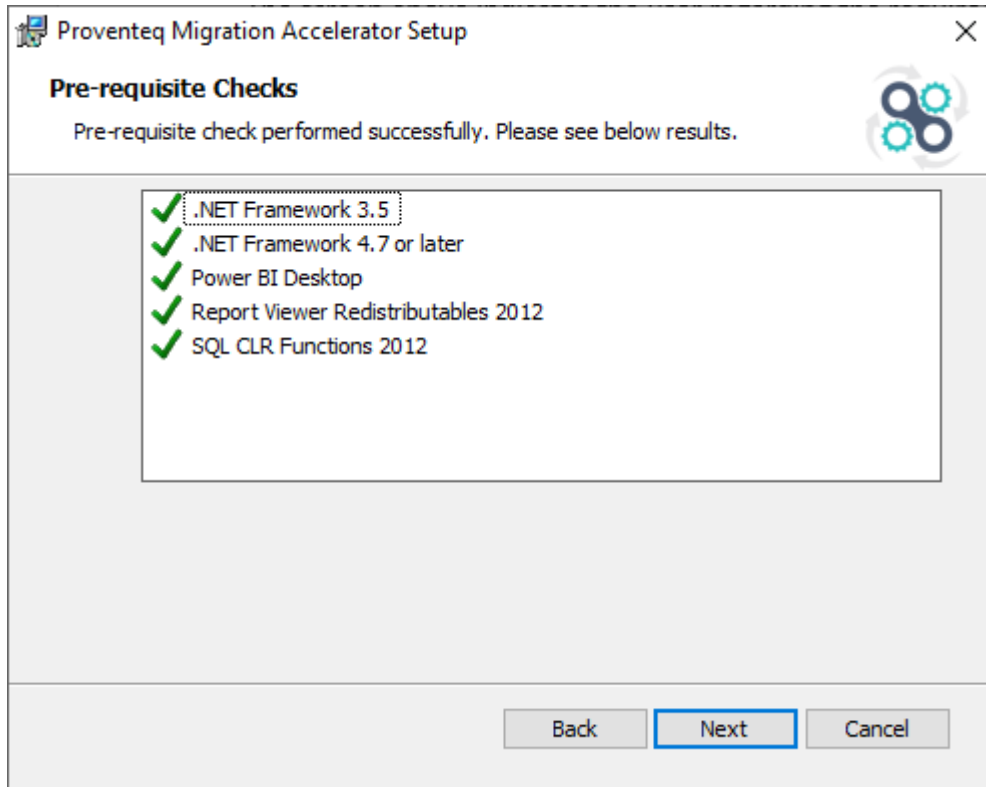 Proventeq Migration Accelerator Setup
Pre-requisite Checks
Pre-requisite check performed successfully. Please see below results.
.NET Framework 3.5
.NET Framework 4.7 or later
Power BI Desktop
Report Viewer Redistributables 2012
SQL CLR Functions 2012
Back
Next
Cancel